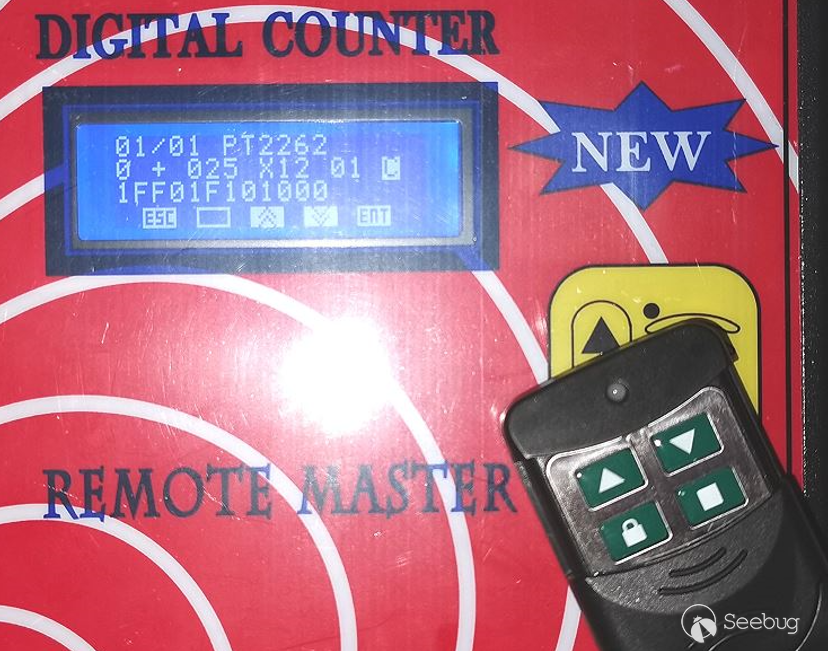 DIGITAL COUNTER
01/01 PT2262
0 + 025 X12 01 C
1FF01F101000
ESC ENT
NEW
REMOTE MASTER
Seebug